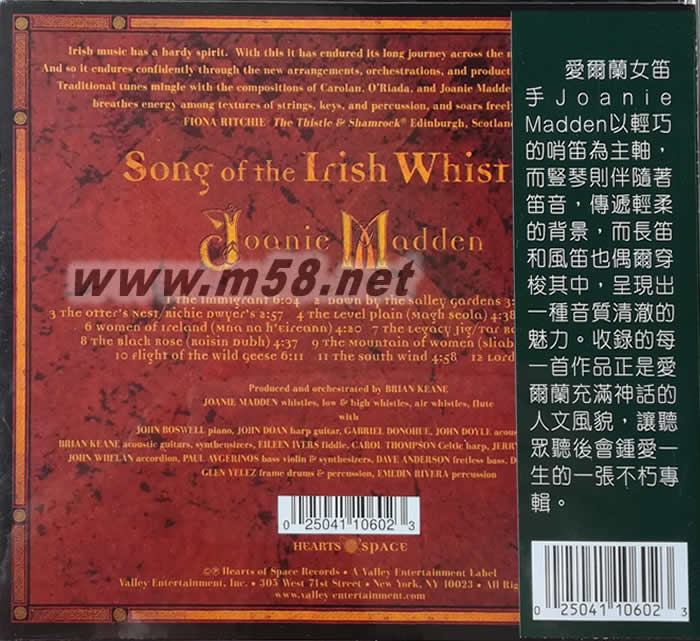 Irish music has a hardy spirit. With this it has endured its long journey across the
And so it endures confidently through the new arrangements, orchestrations, and
Traditional tunes mingle with the compositions of Carolan, O'Riada, and Joanie Madden
breathes energy among textures of strings, keys, and percussion, and soars
FIONA RITCHIE The Thistle & Shamrock® Edinburgh,
Song of the Irish
Joanie Madden
www.m58.net
1 The Immigrant 6:04 2 Down by the Salley Gardens
3 The Otter's Nest/Richie Dwyer's 2:57 4 The Level Plain (Magh Seola) 4:38
6 Women of Ireland (Mna na h'Eireann) 4:20 7 The Legacy Jig/
8 The Black Rose (Roisin Dubh) 4:37 9 The Mountain of Women
10 Flight of the Wild Geese 6:11 11 The South Wind 4:58 12 Lord
Produced and orchestrated by BRIAN KEANE
JOANIE MADDEN whistles, low & high whistles, air whistles, flute
with
JOHN BOSWELL piano, JOHN DOAN harp guitar, GABRIEL DONOHUE, JOHN DOYLE
BRIAN KEANE acoustic guitars, synthesizers, EILEEN IVERS fiddle, CAROL THOMPSON Celtic harp,
JOHN WHELAN accordion, PAUL AVGERINOS bass violin & synthesizers, DAVE ANDERSON fretless bass,
GLEN VELEZ frame drums & percussion, EMEDIN RIVERA percussion
0 25041 10602 3
HEARTS SPACE
©℗ Hearts of Space Records • A Valley Entertainment Label
Valley Entertainment, Inc. • 305 West 71st Street • New York, NY 10023 • All
www.valley-entertainment.com
愛爾蘭女笛
手Joanie
Madden以輕巧
的哨笛為主軸，
而豎琴則伴隨著
笛音，傳遞輕柔
的背景，而長笛
和風笛也偶爾穿
梭其中，呈現出
一種音質清澈的
魅力。收錄的每
一首作品正是愛
爾蘭充滿神話的
人文風貌，讓聽
眾聽後會鍾愛一
生的一張不朽專
輯。
0 25041 10602 3